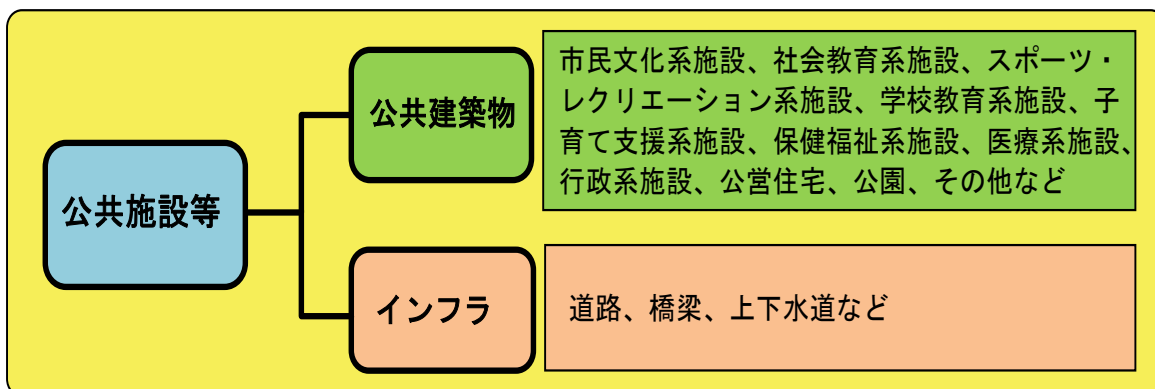 公共施設等
公共建築物
市民文化系施設、社会教育系施設、スポーツ・
レクリエーション系施設、学校教育系施設、子
育て支援系施設、保健福祉系施設、医療系施設、
行政系施設、公営住宅、公園、その他など
インフラ
道路、橋梁、上下水道など